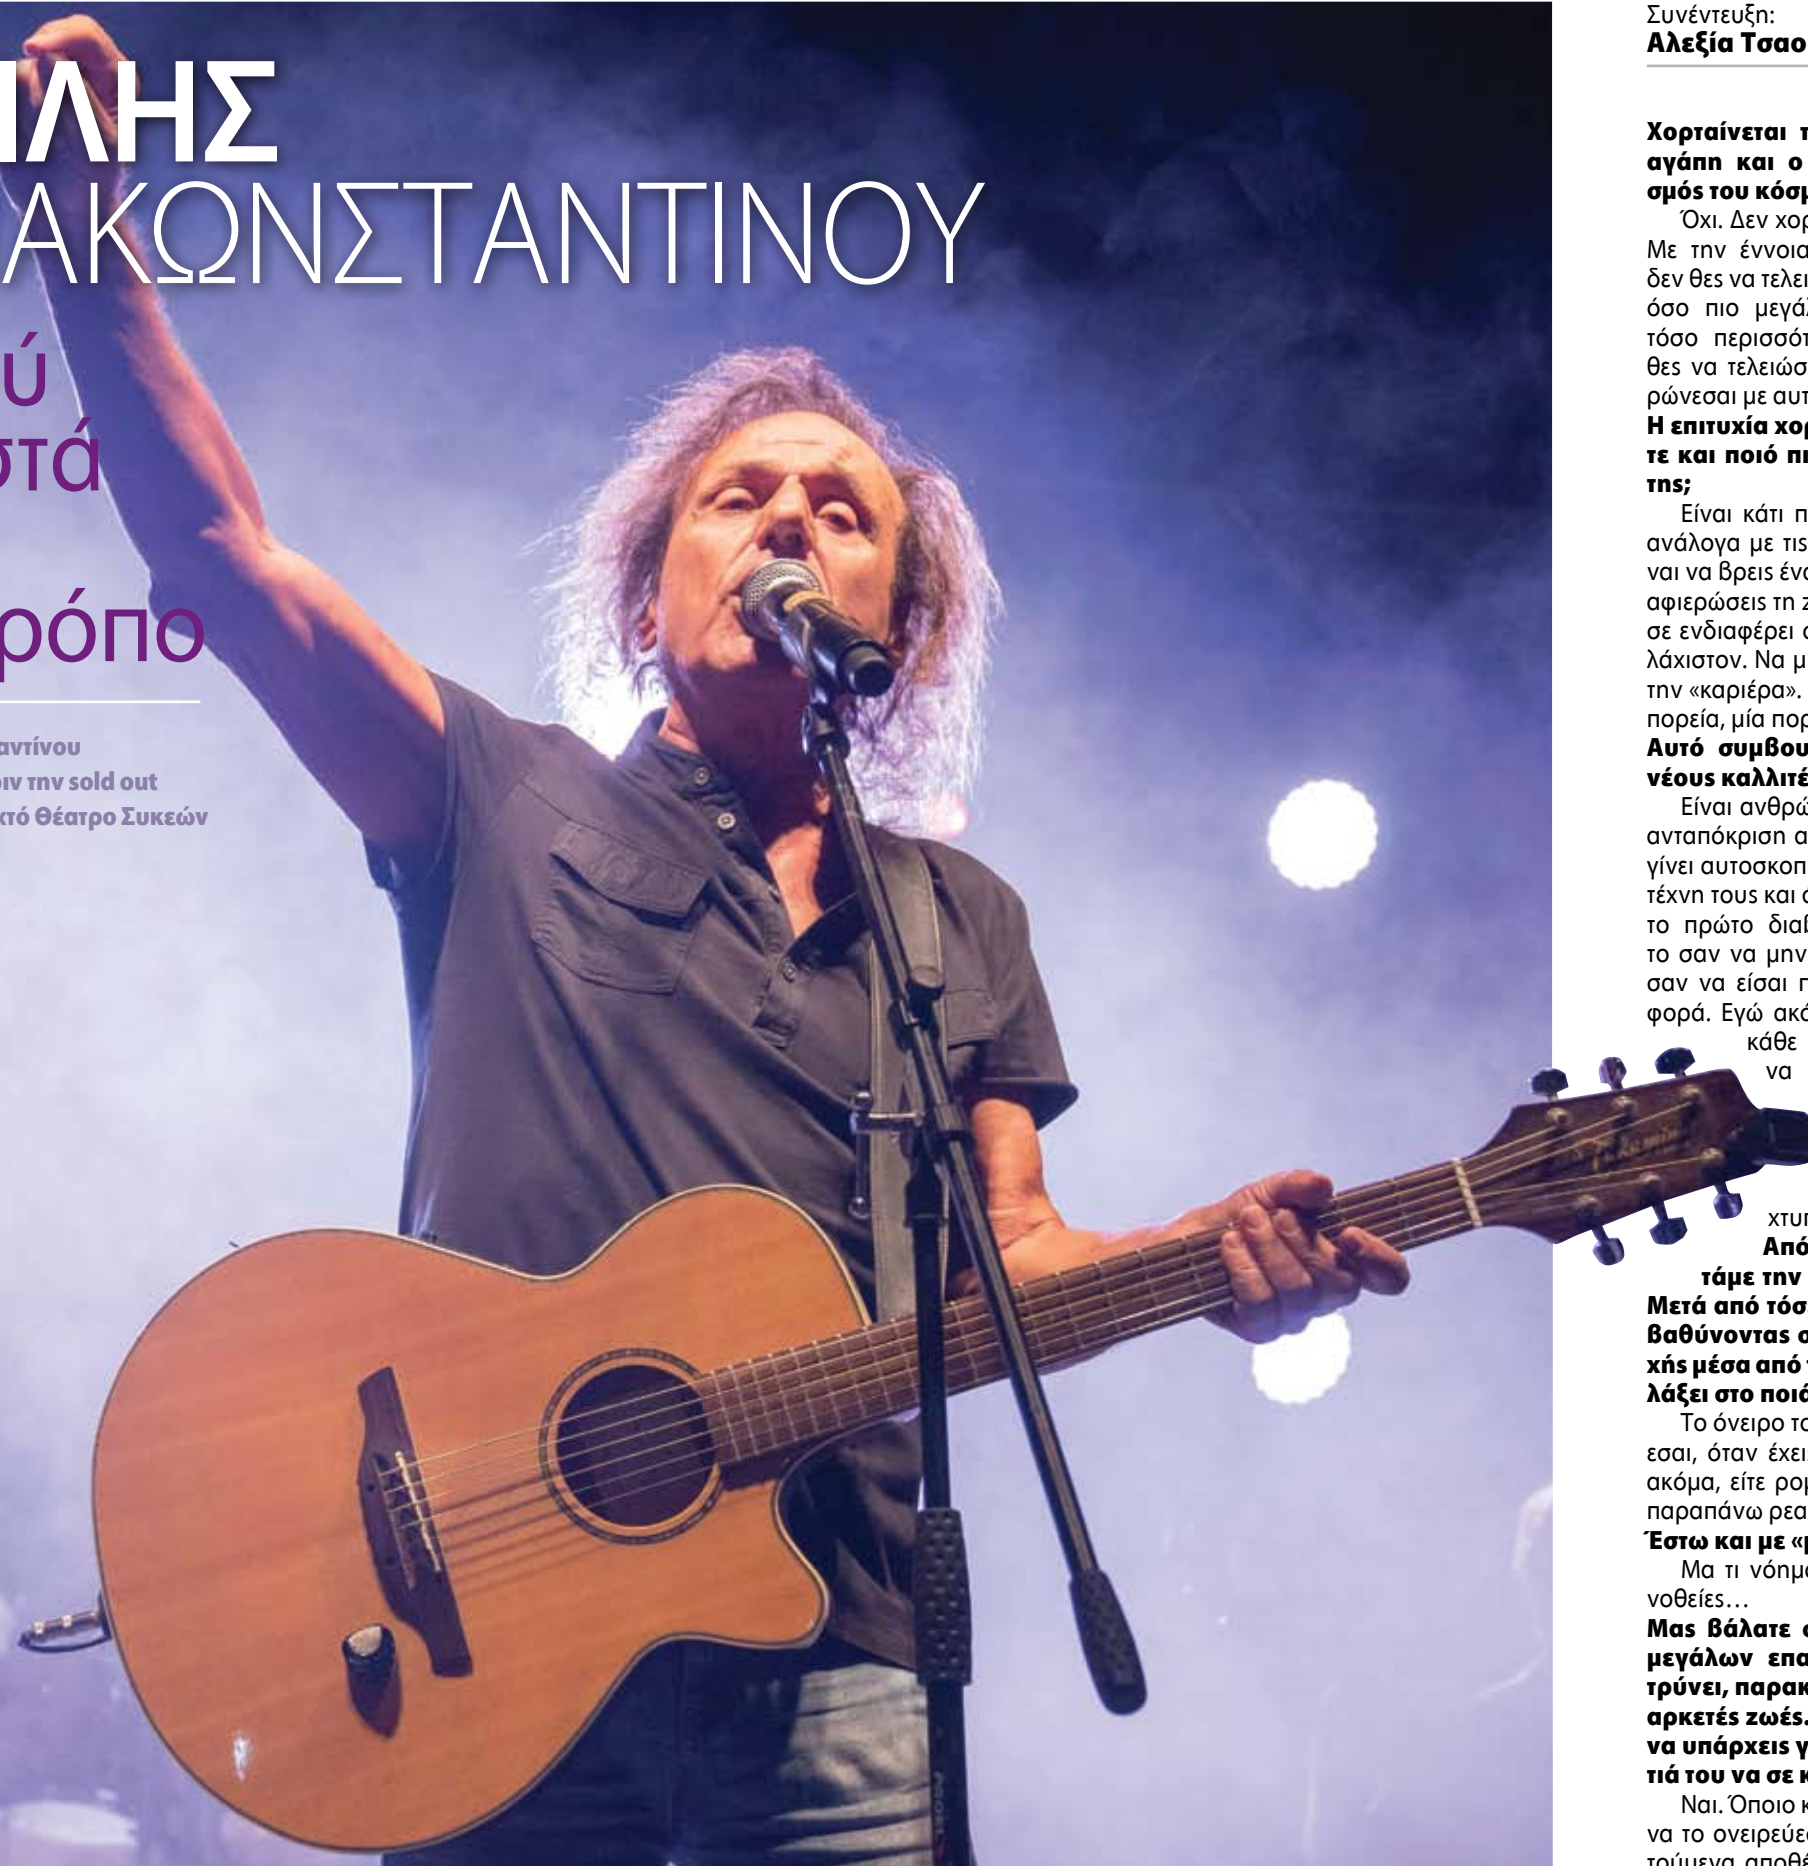 ΙΛΗΣ
ΑΚΩΝΣΤΑΝΤΙΝΟΥ
ύ
στά
ρόπο
αντίνου
ιν την sold out
κτό Θέατρο Συκεών
Συνέντευξη:
Αλεξία Τσαο
Χορταίνεται τ
αγάπη και ο
σμός του κόσμ
Όχι. Δεν χορ
Με την έννοια
δεν θες να τελει
όσο πιο μεγάλ
τόσο περισσότ
θες να τελειώσ
ρώνεσαι με αυτ
Η επιτυχία χορ
τε και ποιό πι
της;
Είναι κάτι π
ανάλογα με τις
ναι να βρεις ένα
αφιερώσεις τη ζ
σε ενδιαφέρει α
λάχιστον. Να μ
την «καριέρα».
πορεία, μία πορ
Αυτό συμβου
νέους καλλιτέ
Είναι ανθρώ
ανταπόκριση α
γίνει αυτοσκοπ
τέχνη τους και α
το πρώτο διαβ
το σαν να μην
σαν να είσαι π
φορά. Εγώ ακό
κάθε
να
Takamine
χτυπ
Από
τάμε την
Μετά από τόσ
βαθύνοντας σ
χής μέσα από τ
λάξει στο ποιό
Το όνειρο το
εσαι, όταν έχει
ακόμα, είτε ρομ
παραπάνω ρεα
Έστω και με «μ
Μα τι νόημα
νοθείες...
Μας βάλατε σ
μεγάλων επα
τρύνει, παρακ
αρκετές ζωές.
να υπάρχεις γ
τιά του να σε κ
Ναι. Όποιο κ
να το ονειρεύε
τούμενα αποθέ